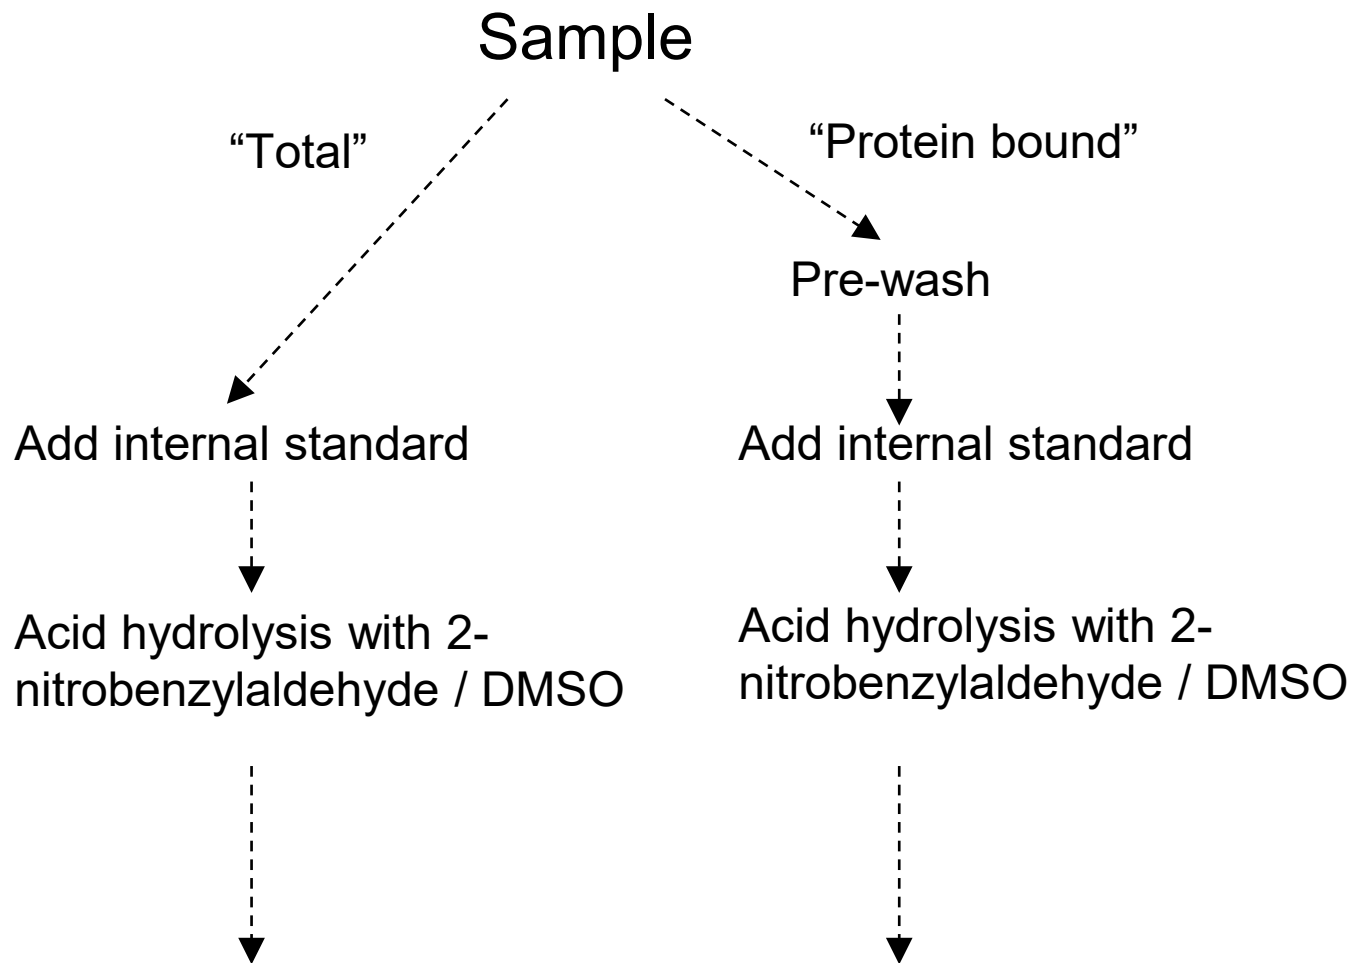 Sample
“Total”
“Protein bound”
Pre-wash
Add internal standard
Add internal standard
Acid hydrolysis with 2-
nitrobenzylaldehyde / DMSO
Acid hydrolysis with 2-
nitrobenzylaldehyde / DMSO